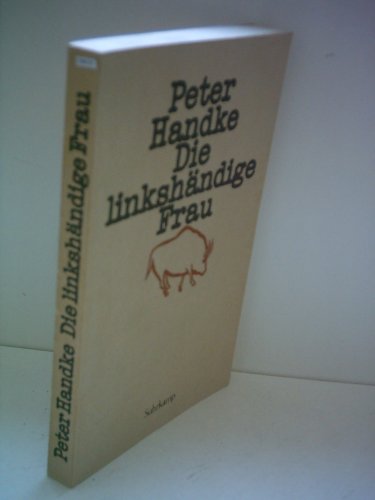 Peter
Handke
Die
linkshändige
Frau
Suhrkamp
Peter Handke Die linkshändige Frau